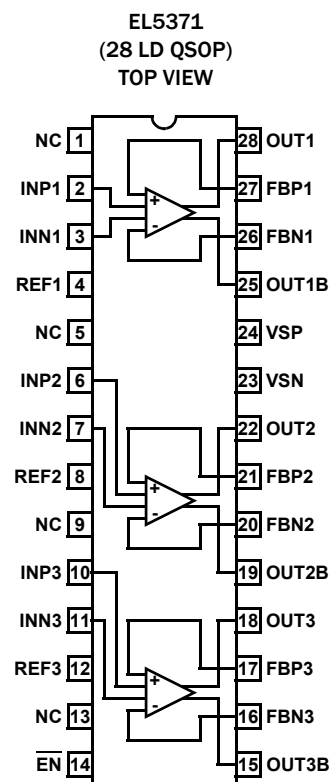 EL5371
(28 LD QSOP)
TOP VIEW
NC 1
28 OUT1
INP1 2
27 FBP1
INN1 3
26 FBN1
REF1 4
25 OUT1B
NC 5
24 VSP
INP2 6
23 VSN
INN2 7
22 OUT2
REF2 8
21 FBP2
NC 9
20 FBN2
INP3 10
19 OUT2B
INN3 11
18 OUT3
REF3 12
17 FBP3
NC 13
16 FBN3
E̅N̅ 14
15 OUT3B
+
-
+
-
+
-